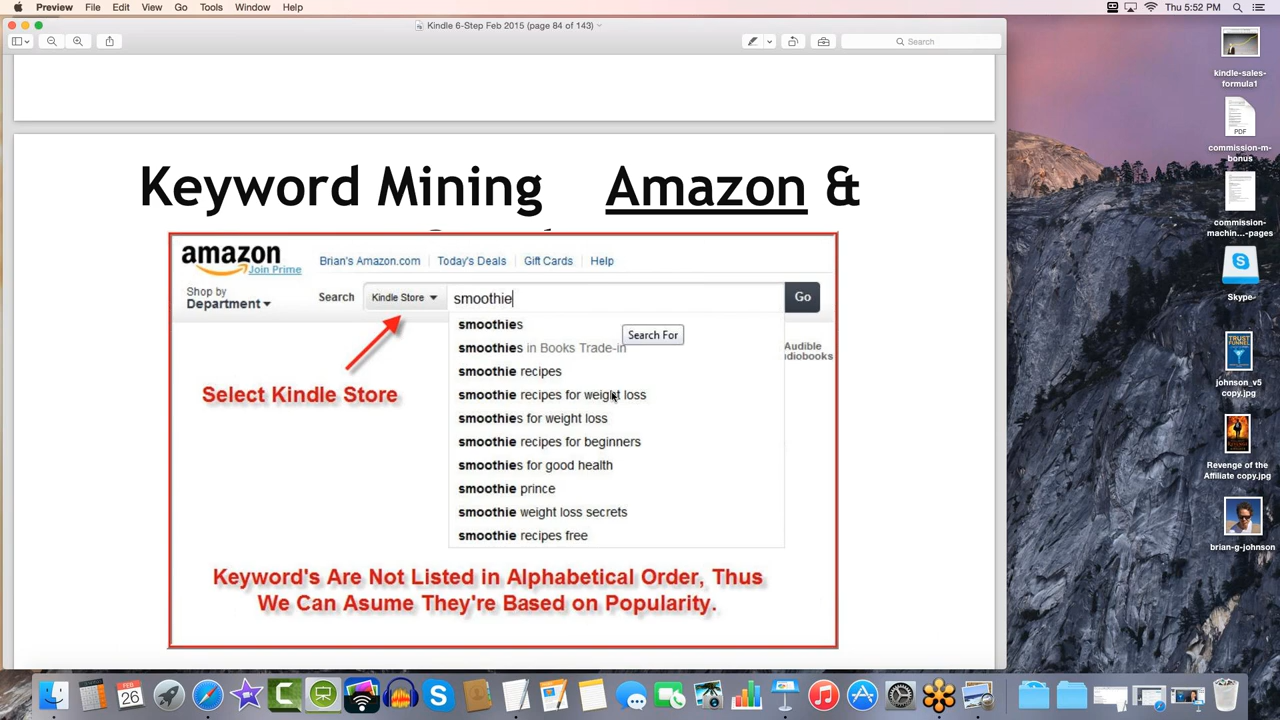 Preview File Edit View Go Tools Window Help Thu 5:52 PM
Kindle 6-Step Feb 2015 (page 84 of 143)
Search
Keyword Mining Amazon &
amazon
Join Prime
Brian's Amazon.com Today's Deals Gift Cards Help
Shop by
Department
Search Kindle Store smoothie Go
smoothies
Search For
smoothies in Books Trade-in
Audible
udiobooks
smoothie recipes
smoothie recipes for weight loss
smoothies for weight loss
smoothie recipes for beginners
smoothies for good health
smoothie prince
smoothie weight loss secrets
smoothie recipes free
Select Kindle Store
Keyword's Are Not Listed in Alphabetical Order, Thus
We Can Asume They're Based on Popularity.
kindle-sales-
formula1
PDF
commission-m-
bonus
commission-
machin...-pages
Skype-
TRUST
FUNNEL
johnson_v5
copy.jpg
Revenge of the
Affiliate copy.jpg
brian-g-johnson
FEB
26